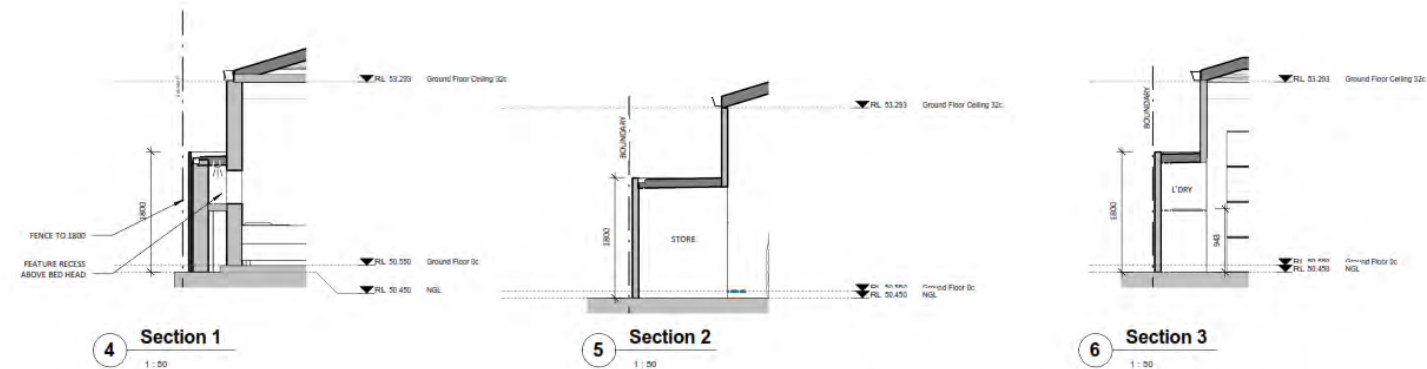 RL 53.293 Ground Floor Ceiling 32c
1800
FENCE TO 1800
FEATURE RECESS
ABOVE BED HEAD
RL 50.550 Ground Floor 0c
RL 50.450 NGL
4 Section 1
1 : 50
RL 53.293 Ground Floor Ceiling 32c
BOUNDARY
1800
STORE
Ground Floor 0c
RL 50.450 NGL
5 Section 2
1 : 50
RL 53.293 Ground Floor Ceiling 32c
BOUNDARY
L'DRY
1800
943
Ground Floor 0c
RL 50.450 NGL
6 Section 3
1 : 50